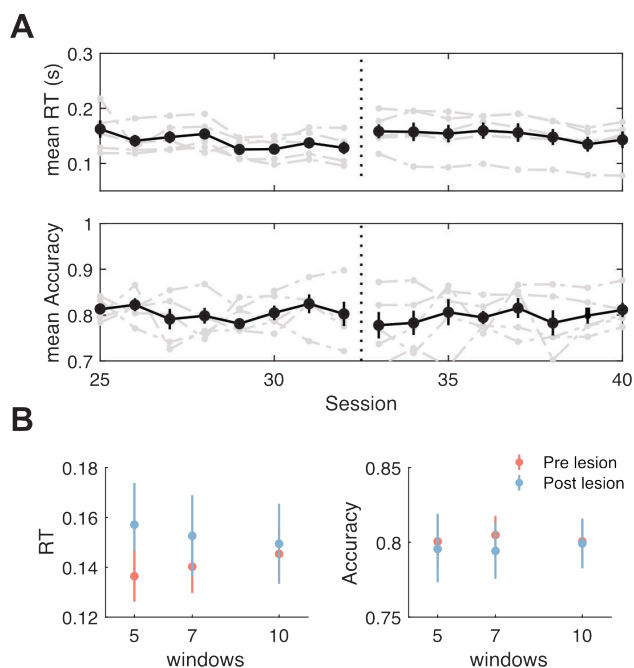 A
mean RT (s)
0.3
0.2
0.1
mean Accuracy
1
0.9
0.8
0.7
25
30
35
40
Session
B
RT
0.18
0.16
0.14
0.12
5
7
10
windows
Accuracy
0.85
0.8
0.75
5
7
10
windows
Pre lesion
Post lesion